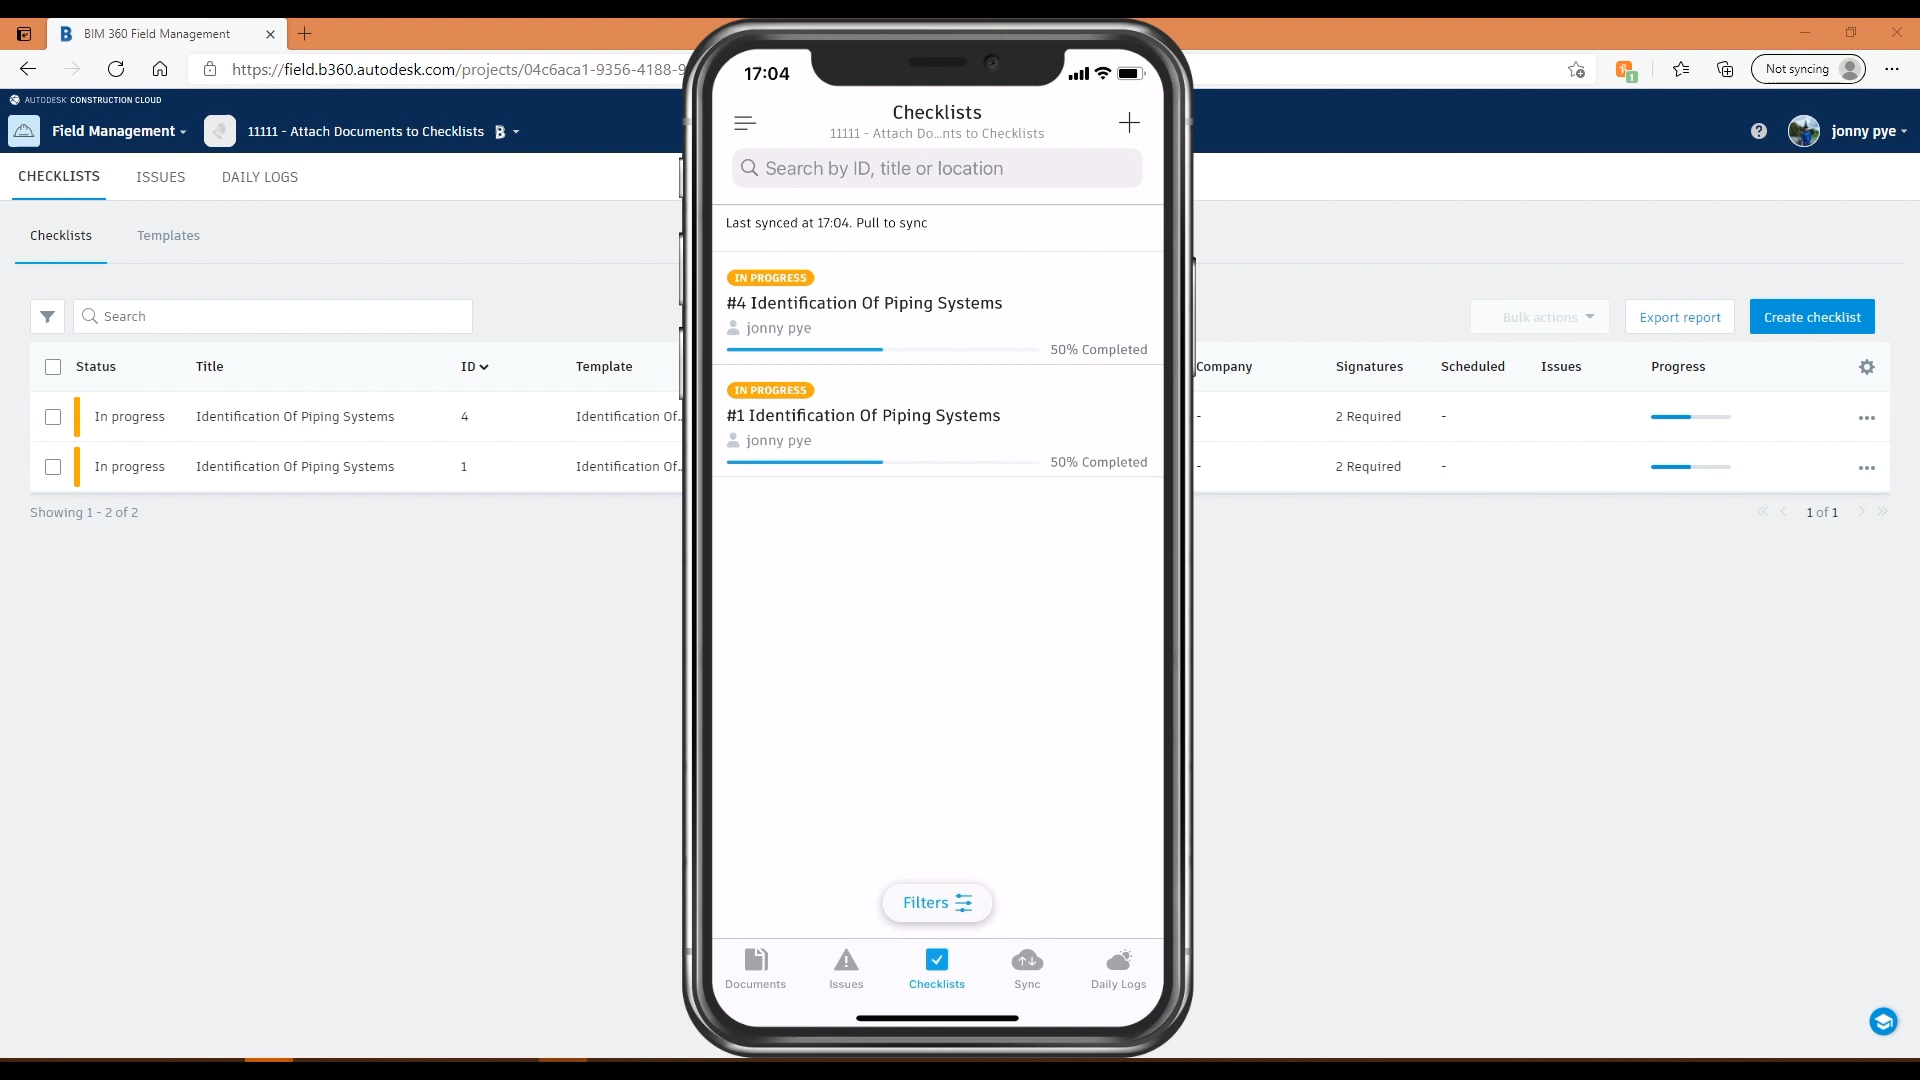 BIM 360 Field Management
https://field.b360.autodesk.com/projects/04c6aca1-9356-4188-9
Not syncing
1
AUTODESK CONSTRUCTION CLOUD
Field Management
11111 - Attach Documents to Checklists
jonny pye
CHECKLISTS ISSUES DAILY LOGS
Checklists Templates
Search
Bulk actions Export report Create checklist
Status Title ID Template Company Signatures Scheduled Issues Progress
In progress Identification Of Piping Systems 4 Identification Of... - 2 Required -
In progress Identification Of Piping Systems 1 Identification Of... - 2 Required -
Showing 1 - 2 of 2
1 of 1
17:04
Checklists
11111 - Attach Do...nts to Checklists
Search by ID, title or location
Last synced at 17:04. Pull to sync
IN PROGRESS
#4 Identification Of Piping Systems
jonny pye
50% Completed
IN PROGRESS
#1 Identification Of Piping Systems
jonny pye
50% Completed
Filters
Documents Issues Checklists Sync Daily Logs